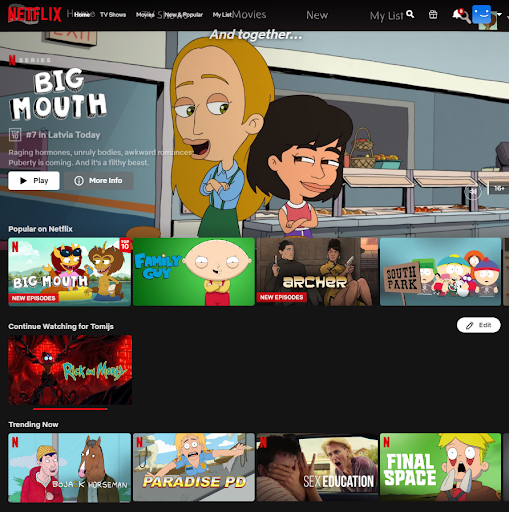 NETFLIX Home TV Shows Movies New & Popular My List
Home TV Shows Movies New My List
And together...
EXIT
N SERIES
BIG
MOUTH
TOP
10
#7 in Latvia Today
Raging hormones, unruly bodies, awkward romances.
Puberty is coming. And it's a filthy beast.
Play
More Info
16+
Popular on Netflix
N
BIG MOUTH
TOP
10
NEW EPISODES
FAMILY
GUY
N
ARCHER
NEW EPISODES
SOUTH
PARK
Continue Watching for Tomijs
Edit
RICK AND MORTY
Trending Now
N
BOJACK HORSEMAN
N
PARADISE PD
N
SEX EDUCATION
N
FINAL
SPACE